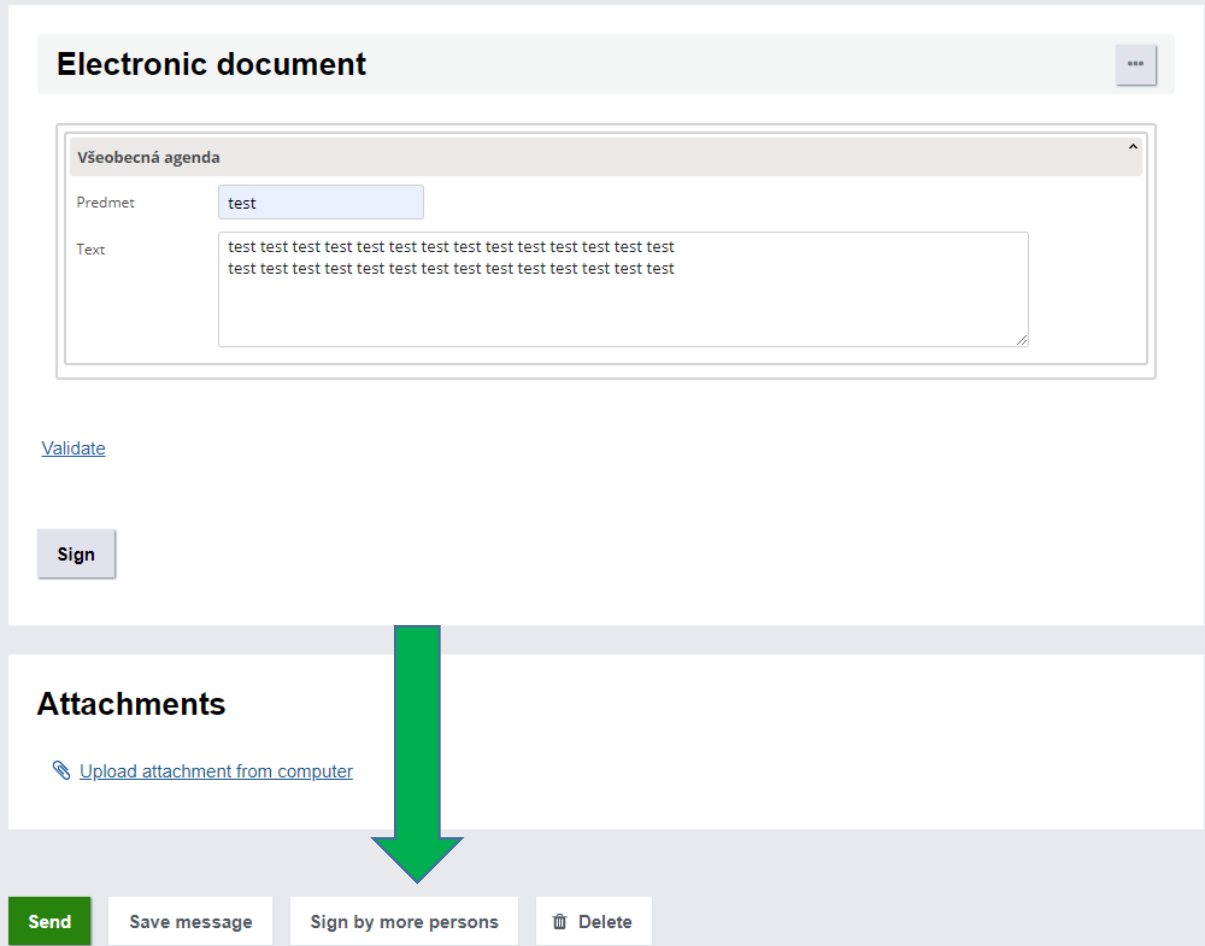 Electronic document
Všeobecná agenda
Predmet
test
Text
test test test test test test test test test test test test test test
test test test test test test test test test test test test test test
Validate
Sign
Attachments
Upload attachment from computer
Send
Save message
Sign by more persons
Delete